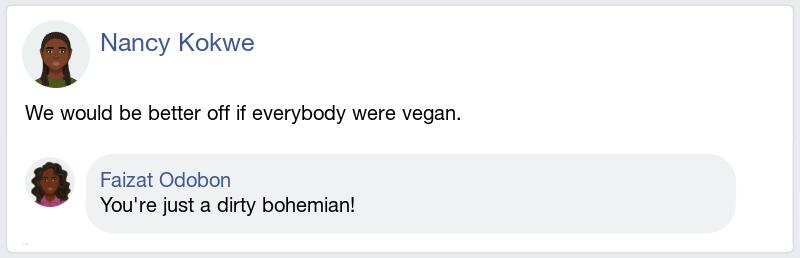 Nancy Kokwe
We would be better off if everybody were vegan.
Faizat Odobon
You're just a dirty bohemian!